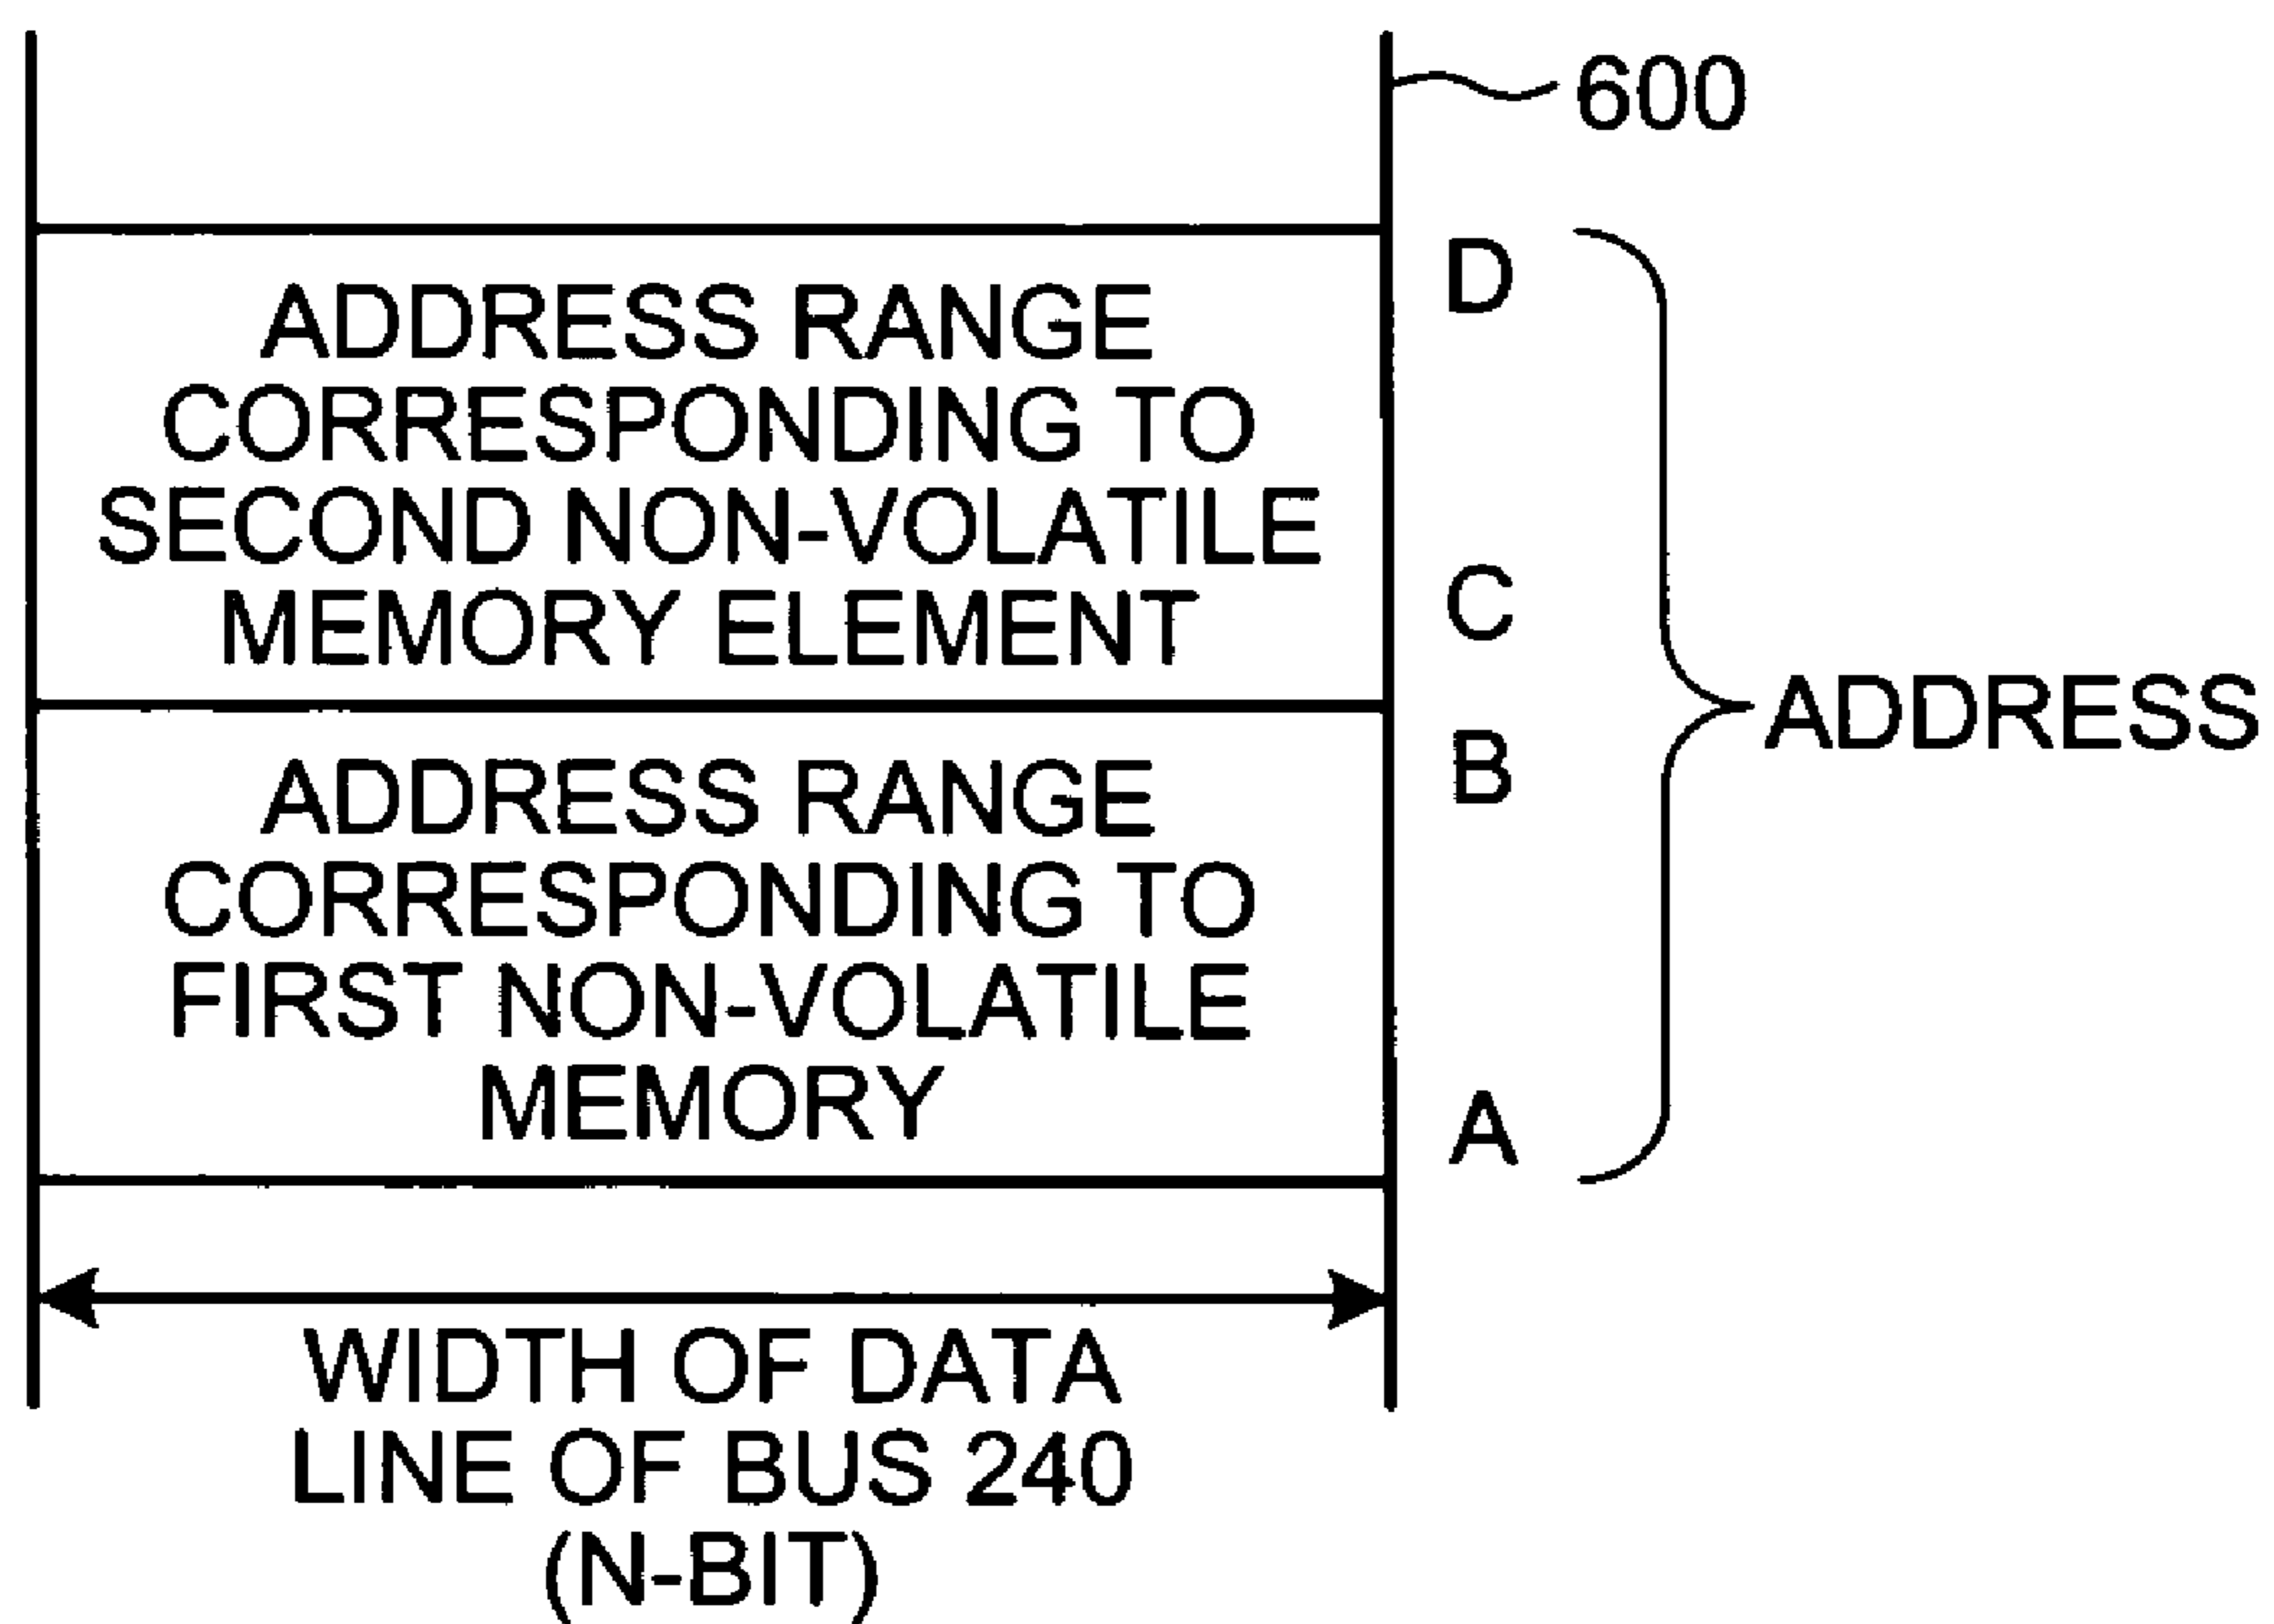 600
D
ADDRESS RANGE
CORRESPONDING TO
SECOND NON-VOLATILE
MEMORY ELEMENT
C
ADDRESS
B
ADDRESS RANGE
CORRESPONDING TO
FIRST NON-VOLATILE
MEMORY
A
WIDTH OF DATA
LINE OF BUS 240
(N-BIT)